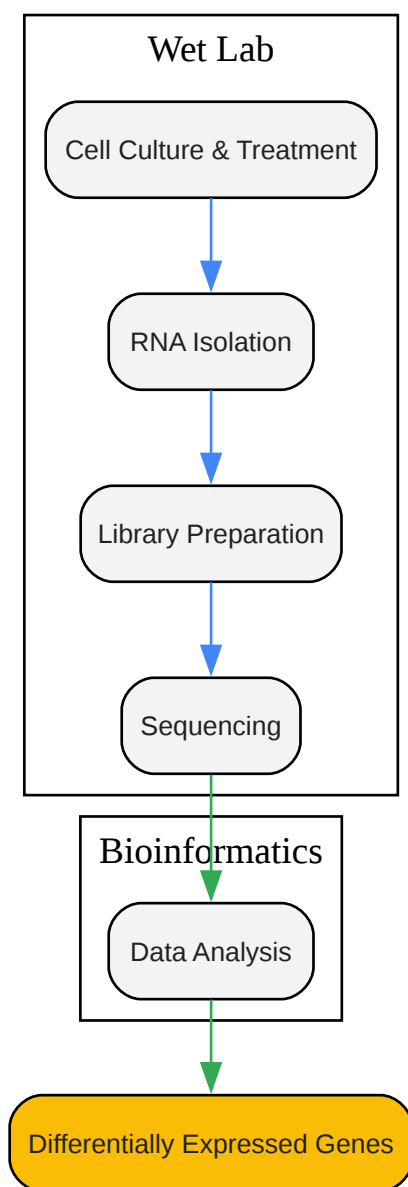 Wet Lab
Cell Culture & Treatment
RNA Isolation
Library Preparation
Sequencing
Bioinformatics
Data Analysis
Differentially Expressed Genes